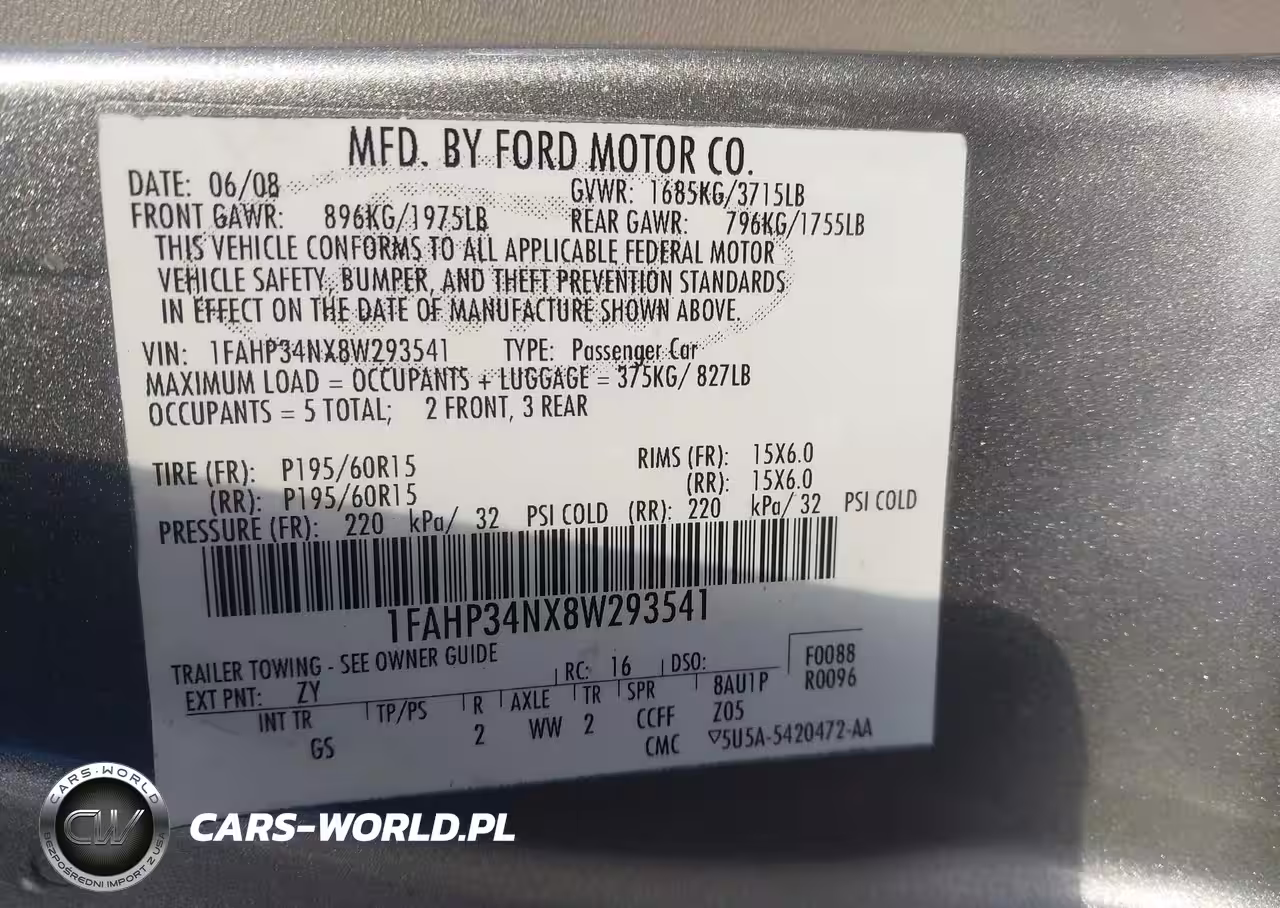 MFD. BY FORD MOTOR CO.
DATE: 06/08 GVWR: 1685KG/3715LB
FRONT GAWR: 896KG/1975LB REAR GAWR: 796KG/1755LB
THIS VEHICLE CONFORMS TO ALL APPLICABLE FEDERAL MOTOR
VEHICLE SAFETY, BUMPER, AND THEFT PREVENTION STANDARDS
IN EFFECT ON THE DATE OF MANUFACTURE SHOWN ABOVE.
VIN: 1FAHP34NX8W293541 TYPE: Passenger Car
MAXIMUM LOAD = OCCUPANTS + LUGGAGE = 375KG/ 827LB
OCCUPANTS = 5 TOTAL; 2 FRONT, 3 REAR
TIRE (FR): P195/60R15 RIMS (FR): 15X6.0
(RR): P195/60R15 (RR): 15X6.0
PRESSURE (FR): 220 kPa/ 32 PSI COLD (RR): 220 kPa/ 32 PSI COLD
1FAHP34NX8W293541
TRAILER TOWING - SEE OWNER GUIDE
EXT PNT: ZY RC: 16 DSO: F0088
R0096
INT TR TP/PS R AXLE TR SPR 8AU1P
GS 2 WW 2 CCFF Z05
CMC ▽5U5A-5420472-AA
CARS-WORLD
CW
BEZPOŚREDNI IMPORT Z USA
CARS-WORLD.PL